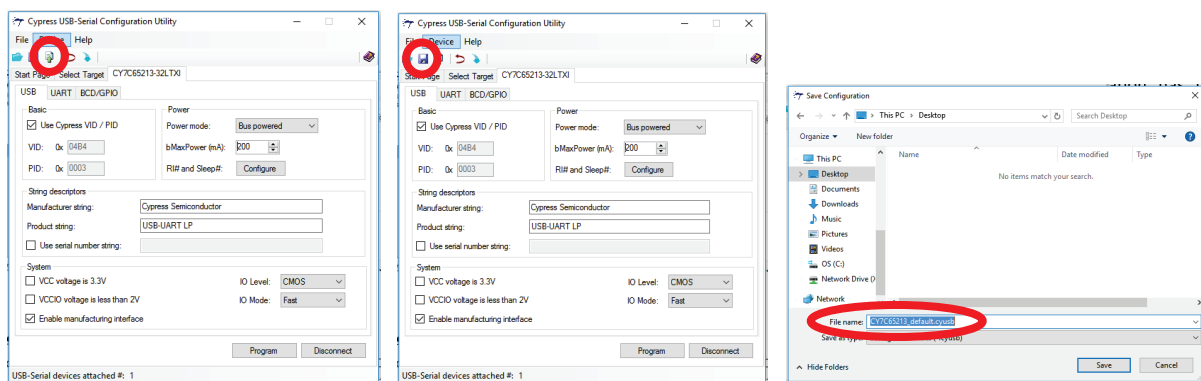 Cypress USB-Serial Configuration Utility
File Device Help
Start Page Select Target CY7C65213-32LTXI
USB UART BCD/GPIO
Basic
Use Cypress VID / PID
VID: 0x 04B4
PID: 0x 0003
Power
Power mode: Bus powered
bMaxPower (mA): 200
RI# and Sleep#: Configure
String descriptors
Manufacturer string: Cypress Semiconductor
Product string: USB-UART LP
Use serial number string:
System
VCC voltage is 3.3V
VCCIO voltage is less than 2V
Enable manufacturing interface
IO Level: CMOS
IO Mode: Fast
Program Disconnect
USB-Serial devices attached #: 1
Cypress USB-Serial Configuration Utility
Device Help
Page Select Target CY7C65213-32LTXI
USB UART BCD/GPIO
Basic
Use Cypress VID / PID
VID: 0x 04B4
PID: 0x 0003
Power
Power mode: Bus powered
bMaxPower (mA): 200
RI# and Sleep#: Configure
String descriptors
Manufacturer string: Cypress Semiconductor
Product string: USB-UART LP
Use serial number string:
System
VCC voltage is 3.3V
VCCIO voltage is less than 2V
Enable manufacturing interface
IO Level: CMOS
IO Mode: Fast
Program Disconnect
USB-Serial devices attached #: 1
Save Configuration
This PC > Desktop
Search Desktop
Organize New folder
This PC
Desktop
Documents
Downloads
Music
Pictures
Videos
OS (C:)
Network Drive (
Network
Name Date modified Type
No items match your search.
File name: CY7C65213_default.cyusb
Save as
Hide Folders
Save Cancel